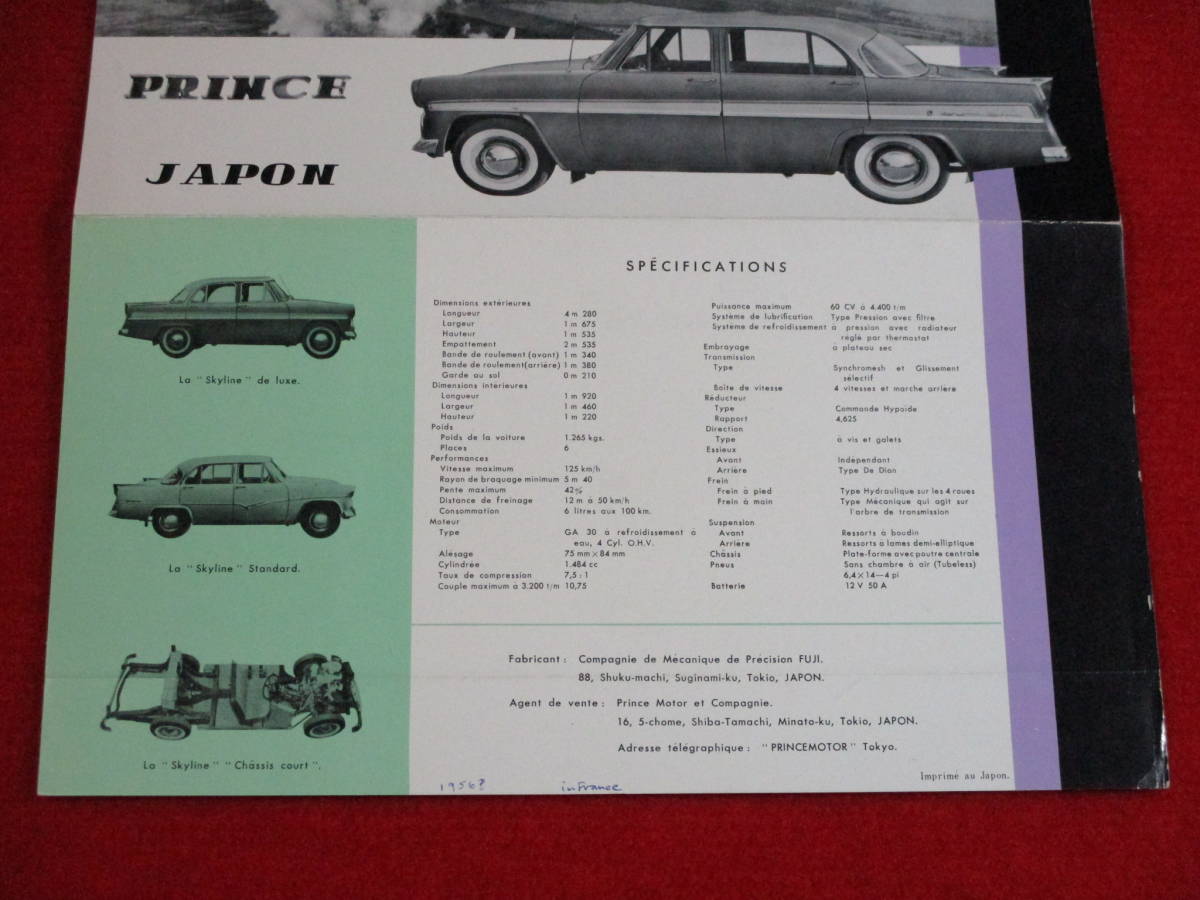 PRINCE
JAPON
La "Skyline" de luxe.
La "Skyline" Standard.
La "Skyline" "Châssis court".
SPÉCIFICATIONS
Dimensions extérieures
Longueur 4 m 280
Largeur 1 m 675
Hauteur 1 m 535
Empattement 2 m 535
Bande de roulement (avant) 1 m 340
Bande de roulement (arrière) 1 m 380
Garde au sol 0 m 210
Dimensions intérieures
Longueur 1 m 920
Largeur 1 m 460
Hauteur 1 m 220
Poids
Poids de la voiture 1.265 kgs.
Places 6
Performances
Vitesse maximum 125 km/h
Rayon de braquage minimum 5 m 40
Pente maximum 42%
Distance de freinage 12 m à 50 km/h
Consommation 6 litres aux 100 km.
Moteur
Type GA 30 à refroidissement à
eau, 4 Cyl. O.H.V.
Alésage 75 mm × 84 mm
Cylindrée 1.484 cc
Taux de compression 7,5 : 1
Couple maximum à 3.200 t/m 10,75
Puissance maximum 60 CV à 4.400 t/m
Système de lubrification Type Pression avec filtre
Système de refroidissement à pression avec radiateur
réglé par thermostat
Embrayage à plateau sec
Transmission
Type Synchromesh et Glissement
sélectif
Boîte de vitesse 4 vitesses et marche arrière
Réducteur
Type Commande Hypoïde
Rapport 4,625
Direction
Type à vis et galets
Essieux
Avant Indépendant
Arrière Type De Dian
Frein
Frein à pied Type Hydraulique sur les 4 roues
Frein à main Type Mécanique qui agit sur
l'arbre de transmission
Suspension
Avant Ressorts à boudin
Arrière Ressorts à lames demi-elliptique
Châssis Plate-forme avec poutre centrale
Pneus Sans chambre à air (Tubeless)
6,4 × 14—4 pi
Batterie 12 V 50 A
Fabricant : Compagnie de Mécanique de Précision FUJI.
88, Shuku-machi, Suginami-ku, Tokio, JAPON.
Agent de vente : Prince Motor et Compagnie.
16, 5-chome, Shiba-Tamachi, Minato-ku, Tokio, JAPON.
Adresse télégraphique : "PRINCEMOTOR" Tokyo.
Imprimé au Japon.
1956? in France